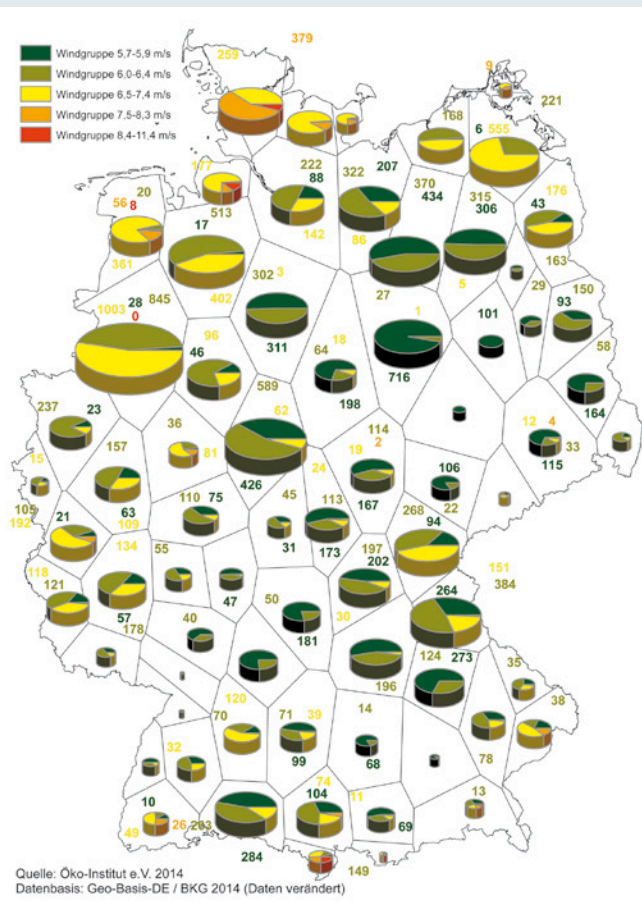 379
Windgruppe 5,7-5,9 m/s
259
Windgruppe 6,0-6,4 m/s
Windgruppe 6,5-7,4 m/s
9
Windgruppe 7,5-8,3 m/s
221
Windgruppe 8,4-11,4 m/s
168
6 555
177 222 322 207
88 370 315 176
20 434 306 43
56 8 513
17 142 86 163
361
302 3 27 5 29 150
402
28 1 101 93
1003 845
0
96 18
46 311 64 716 58
589
198 164
237 23 36 62 114 12 4
2 33
157 81 19 106 115
15 426 24
105 63 110 75 45 113 167 22 268
192 21 109 94
134 31 173 197
55 202 151
118 264 384
121 47 50
57 30
178 40 181 124 273
35
196
120 14 38
70 71 39
32 99 68 78
74
10 104 11 13
49 26 203 69
284
149
Quelle: Öko-Institut e.V. 2014
Datenbasis: Geo-Basis-DE / BKG 2014 (Daten verändert)